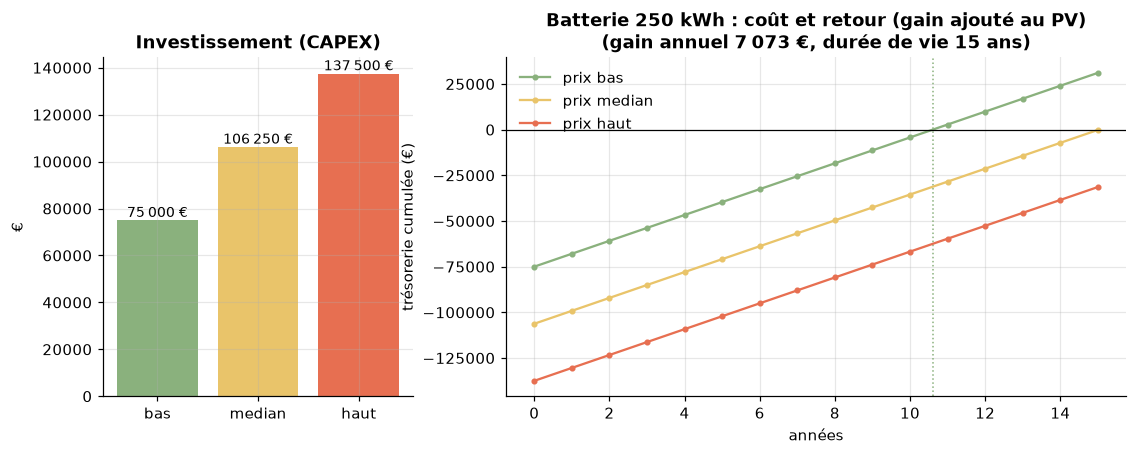 Investissement (CAPEX)
€
140000
120000
100000
80000
60000
40000
20000
0
75 000 €
106 250 €
137 500 €
bas
median
haut
Batterie 250 kWh : coût et retour (gain ajouté au PV)
(gain annuel 7 073 €, durée de vie 15 ans)
prix bas
prix median
prix haut
trésorerie cumulée (€)
25000
0
−25000
−50000
−75000
−100000
−125000
0
2
4
6
8
10
12
14
années